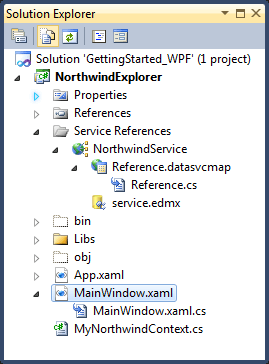 Solution Explorer
Solution 'GettingStarted_WPF' (1 project)
NorthwindExplorer
Properties
References
Service References
NorthwindService
Reference.datasvcmap
Reference.cs
service.edmx
bin
Libs
obj
App.xaml
MainWindow.xaml
MainWindow.xaml.cs
MyNorthwindContext.cs